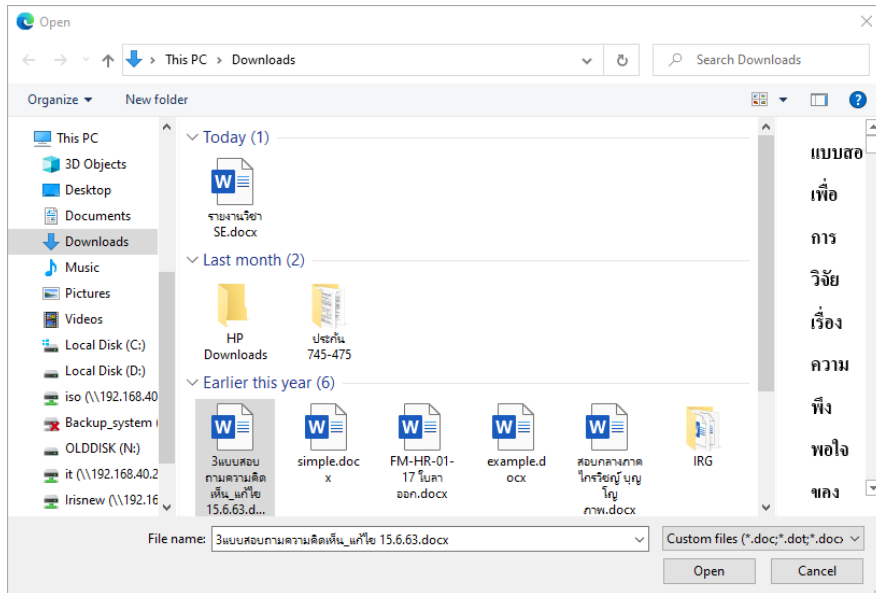 Open
This PC > Downloads
Search Downloads
Organize
New folder
This PC
3D Objects
Desktop
Documents
Downloads
Music
Pictures
Videos
Local Disk (C:)
Local Disk (D:)
iso (\\192.168.40
Backup_system (
OLDDISK (N:)
it (\\192.168.40.2
Irisnew (\\192.16
Today (1)
รายงานวิชา
SE.docx
Last month (2)
HP
Downloads
ประกัน
745-475
Earlier this year (6)
3แบบสอบ
ถามความคิด
เห็น_แก้ไข
15.6.63.d...
simple.doc
x
FM-HR-01-
17 ใบลา
ออก.docx
example.d
ocx
สอบกลางภาค
ไกรวิชญ์ บุญ
โญ
ภาพ.docx
IRG
แบบสอ
เพื่อ
การ
วิจัย
เรื่อง
ความ
พึง
พอใจ
ของ
File name: 3แบบสอบถามความคิดเห็น_แก้ไข 15.6.63.docx
Custom files (*.doc;*.dot;*.doc
Open
Cancel